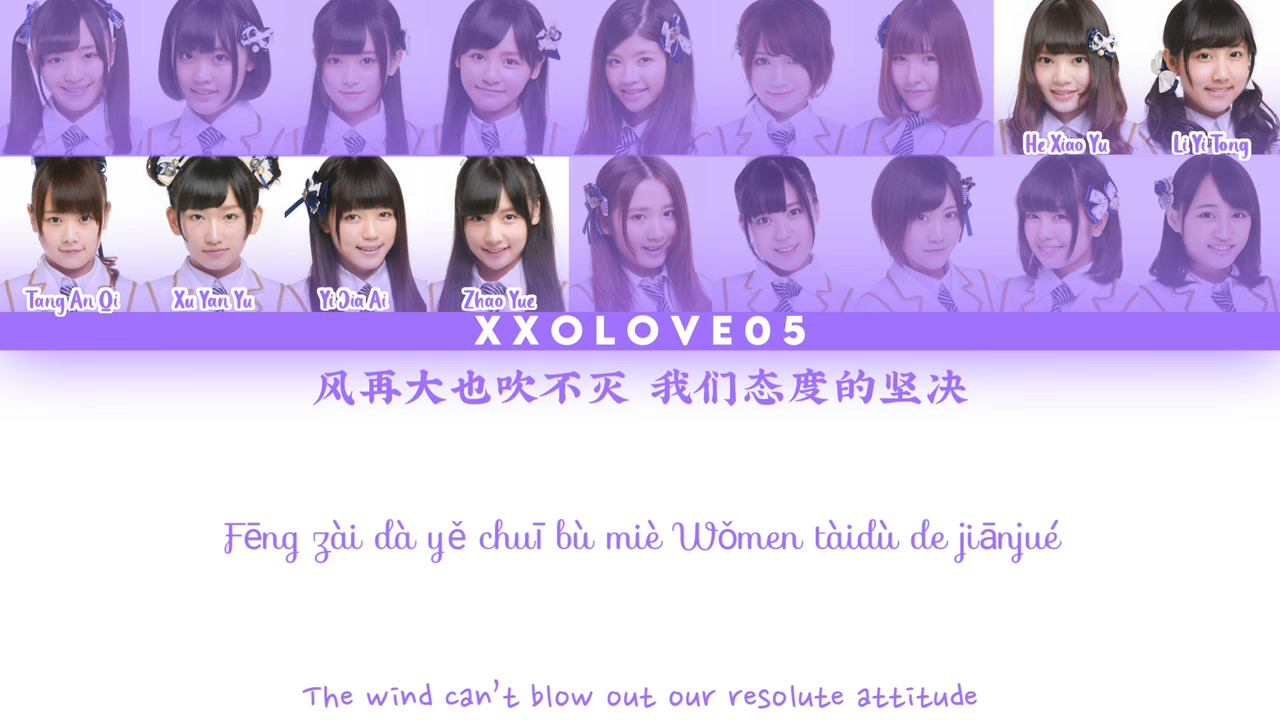 He Xiao Yu
Li Yi Tong
Tang An Qi
Xu Yan Yu
Yi Jia Ai
Zhao Yue
XXOLOVE05
风再大也吹不灭 我们态度的坚决
Fēng zài dà yě chuī bù miè Wǒmen tàidù de jiānjué
The wind can't blow out our resolute attitude